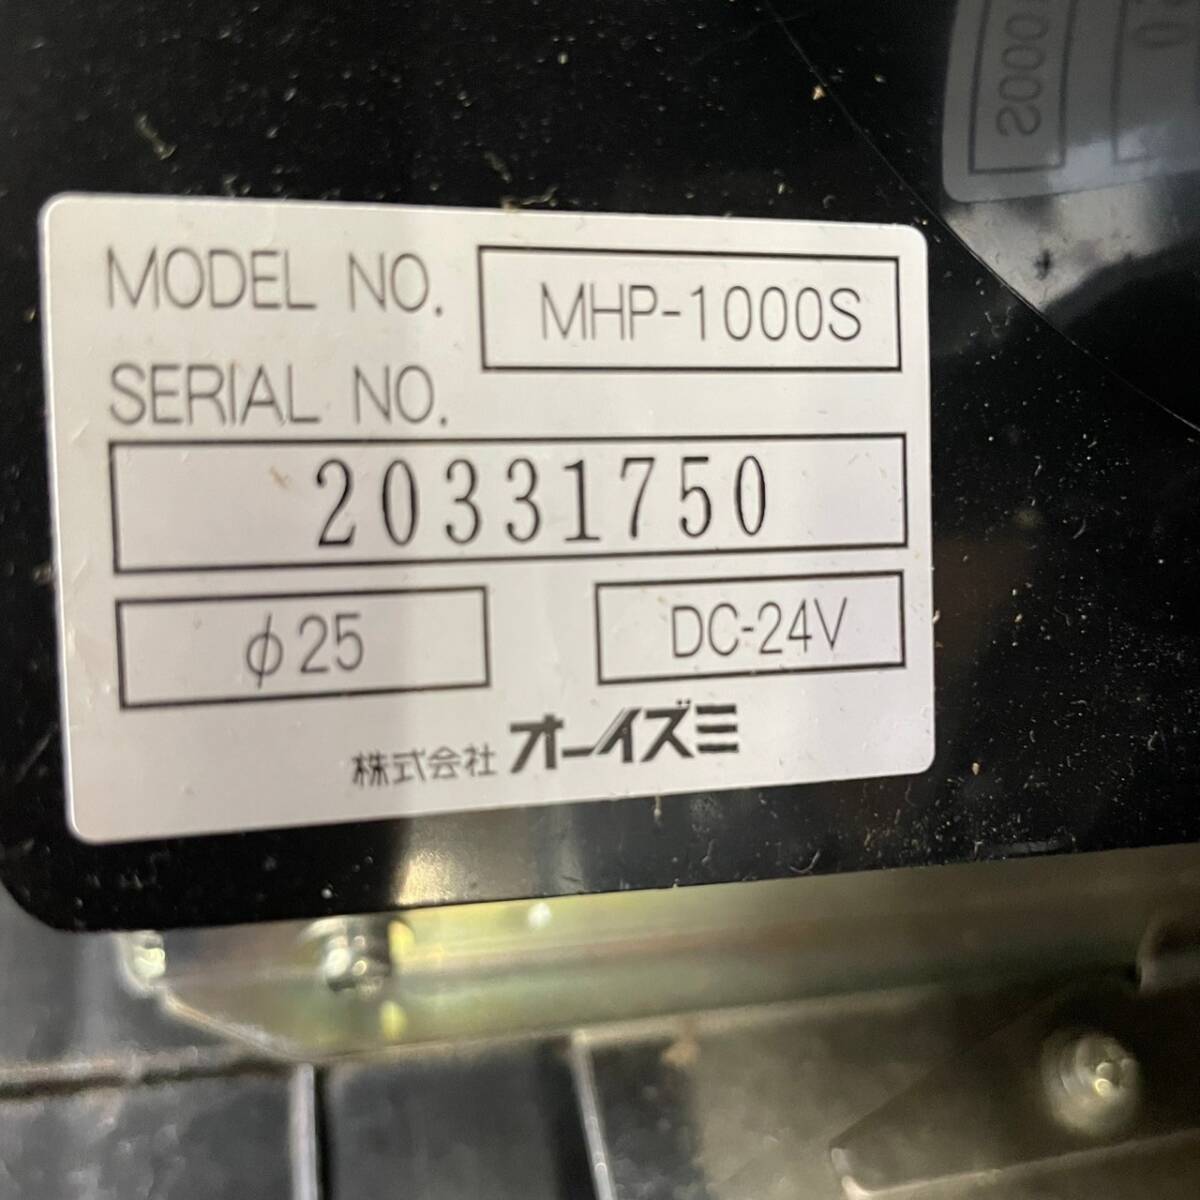 MODEL NO. MHP-1000S
SERIAL NO.
20331750
φ25 DC-24V
株式会社 オーイズミ